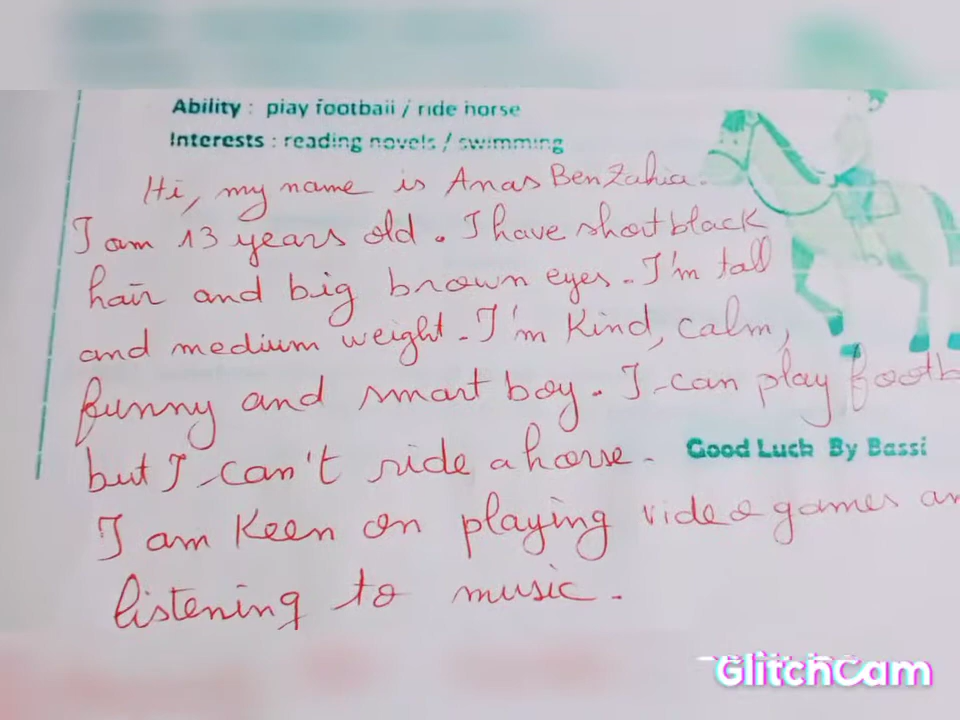 Ability : play football / ride horse
Interests : reading novels / swimming
Hi, my name is Anas BenZahia.
I am 13 years old. I have short black
hair and big brown eyes. I'm tall
and medium weight. I'm kind, calm,
funny and smart boy. I can play footb
but I can't ride a horse.
Good Luck By Bassi
I am keen on playing video games an
listening to music.
GlitchCam